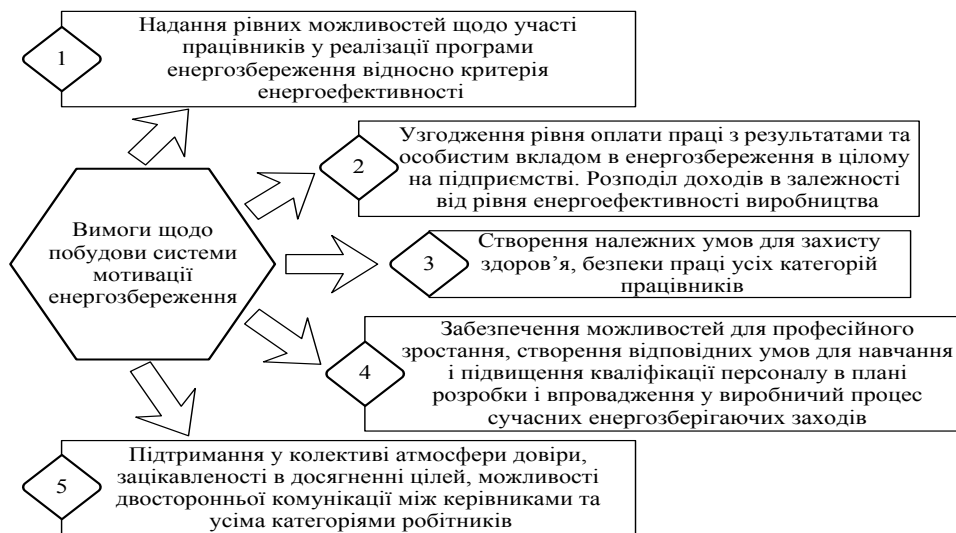 1
Надання рівних можливостей щодо участі
працівників у реалізації програми
енергозбереження відносно критерія
енергоефективності
2
Узгодження рівня оплати праці з результатами та
особистим вкладом в енергозбереження в цілому
на підприємстві. Розподіл доходів в залежності
від рівня енергоефективності виробництва
Вимоги щодо
побудови системи
мотивації
енергозбереження
3
Створення належних умов для захисту
здоров’я, безпеки праці усіх категорій
працівників
4
Забезпечення можливостей для професійного
зростання, створення відповідних умов для навчання
і підвищення кваліфікації персоналу в плані
розробки і впровадження у виробничий процес
сучасних енергозберігаючих заходів
5
Підтримання у колективі атмосфери довіри,
зацікавленості в досягненні цілей, можливості
двосторонньої комунікації між керівниками та
усіма категоріями робітників